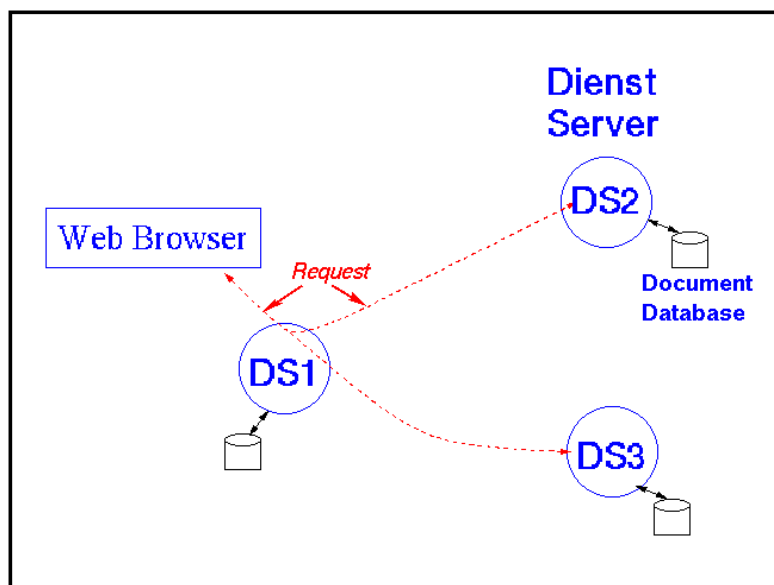 Dienst
Server
DS2
Web Browser
Request
Document
Database
DS1
DS3